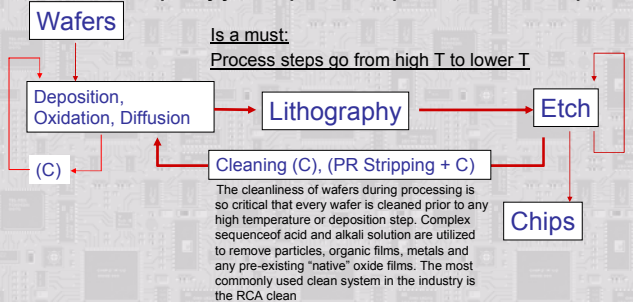 Wafers
Is a must:
Process steps go from high T to lower T
Deposition,
Oxidation, Diffusion
Lithography
Etch
(C)
Cleaning (C), (PR Stripping + C)
The cleanliness of wafers during processing is
so critical that every wafer is cleaned prior to any
high temperature or deposition step. Complex
sequenceof acid and alkali solution are utilized
to remove particles, organic films, metals and
any pre-existing “native” oxide films. The most
commonly used clean system in the industry is
the RCA clean
Chips